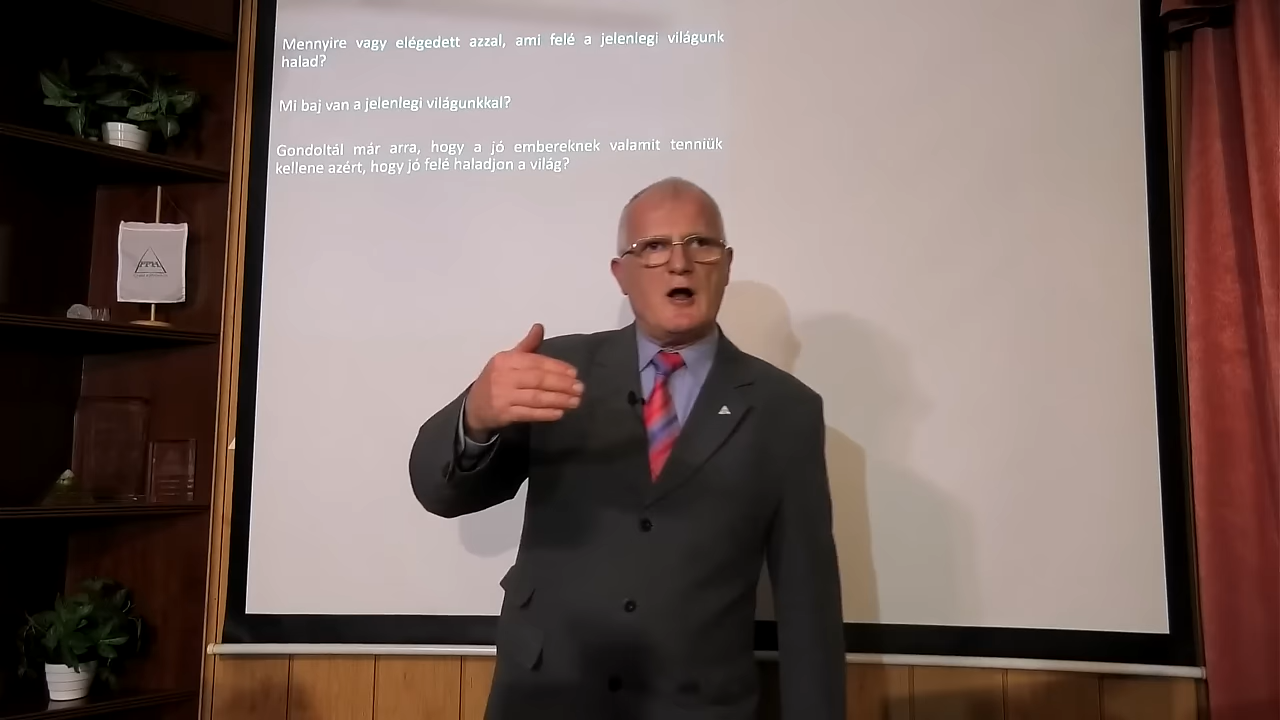 Mennyire vagy elégedett azzal, ami felé a jelenlegi világunk
halad?
Mi baj van a jelenlegi világunkkal?
Gondoltál már arra, hogy a jó embereknek valamit tenniük
kellene azért, hogy jó felé haladjon a világ?